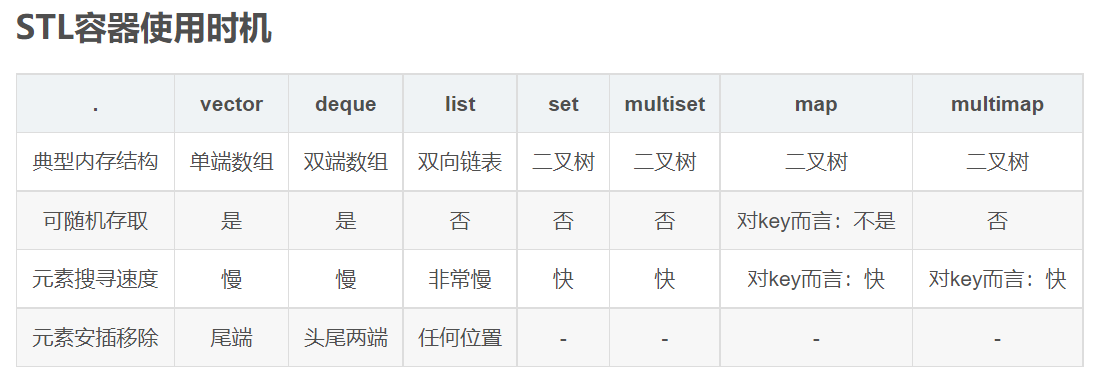 STL容器使用时机
. vector deque list set multiset map multimap
典型内存结构 单端数组 双端数组 双向链表 二叉树 二叉树 二叉树 二叉树
可随机存取 是 是 否 否 否 对key而言：不是 否
元素搜寻速度 慢 慢 非常慢 快 快 对key而言：快 对key而言：快
元素安插移除 尾端 头尾两端 任何位置 - - - -